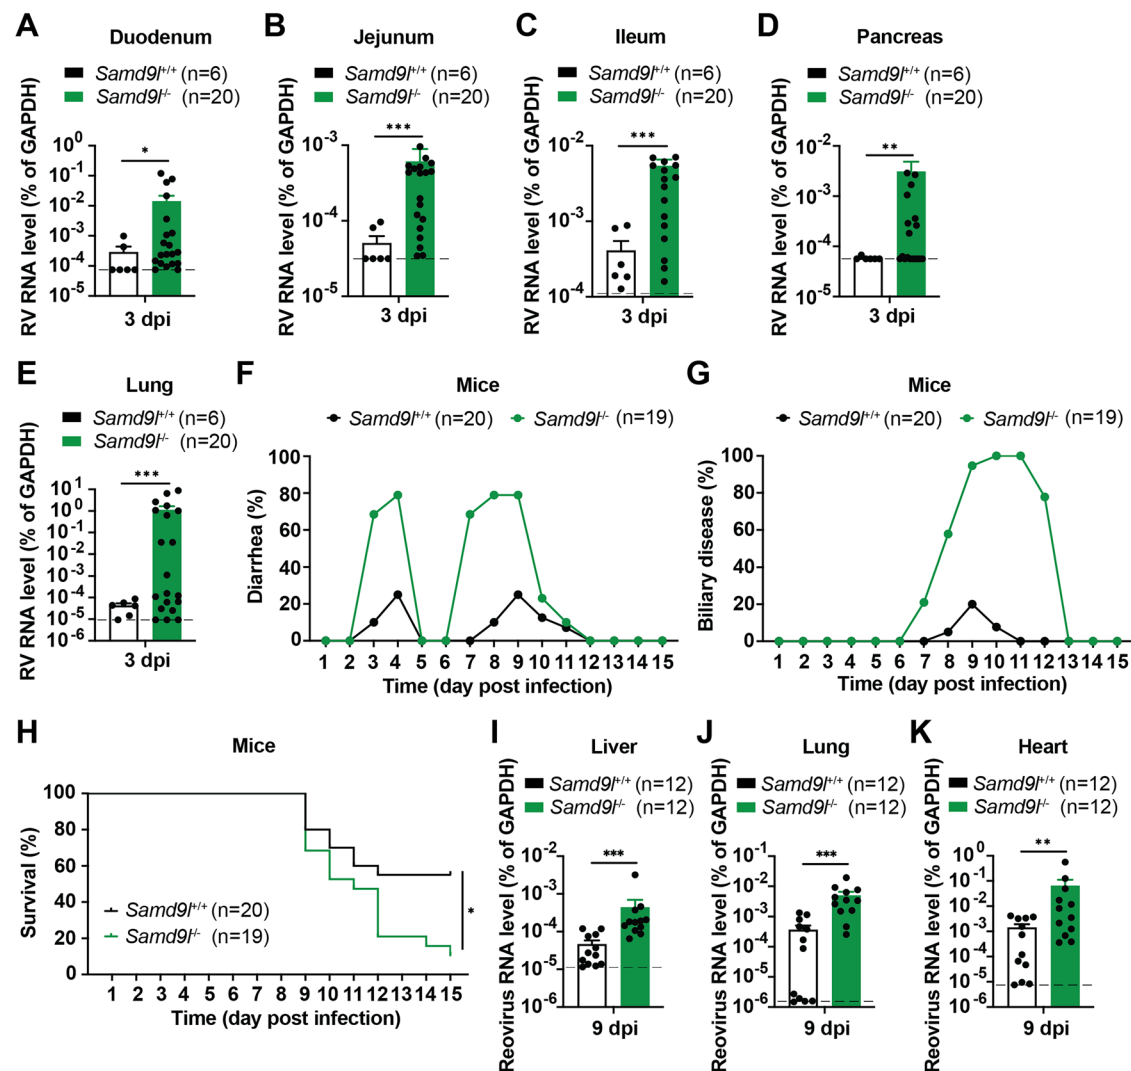 A
Duodenum
Samd9l+/+ (n=6)
Samd9l-/- (n=20)
RV RNA level (% of GAPDH)
10^0
10^-1
10^-2
10^-3
10^-4
10^-5
*
3 dpi
B
Jejunum
Samd9l+/+ (n=6)
Samd9l-/- (n=20)
RV RNA level (% of GAPDH)
10^-3
10^-4
10^-5
***
3 dpi
C
Ileum
Samd9l+/+ (n=6)
Samd9l-/- (n=20)
RV RNA level (% of GAPDH)
10^-2
10^-3
10^-4
***
3 dpi
D
Pancreas
Samd9l+/+ (n=6)
Samd9l-/- (n=20)
RV RNA level (% of GAPDH)
10^-2
10^-3
10^-4
10^-5
**
3 dpi
E
Lung
Samd9l+/+ (n=6)
Samd9l-/- (n=20)
RV RNA level (% of GAPDH)
10^1
10^0
10^-1
10^-2
10^-3
10^-4
10^-5
10^-6
***
3 dpi
F
Mice
Samd9l+/+ (n=20) Samd9l-/- (n=19)
Diarrhea (%)
100
80
60
40
20
0
1 2 3 4 5 6 7 8 9 10 11 12 13 14 15
Time (day post infection)
G
Mice
Samd9l+/+ (n=20) Samd9l-/- (n=19)
Biliary disease (%)
100
80
60
40
20
0
1 2 3 4 5 6 7 8 9 10 11 12 13 14 15
Time (day post infection)
H
Mice
Survival (%)
100
80
60
40
20
0
Samd9l+/+ (n=20)
Samd9l-/- (n=19)
*
1 2 3 4 5 6 7 8 9 10 11 12 13 14 15
Time (day post infection)
I
Liver
Samd9l+/+ (n=12)
Samd9l-/- (n=12)
Reovirus RNA level (% of GAPDH)
10^-2
10^-3
10^-4
10^-5
10^-6
***
9 dpi
J
Lung
Samd9l+/+ (n=12)
Samd9l-/- (n=12)
Reovirus RNA level (% of GAPDH)
10^-1
10^-2
10^-3
10^-4
10^-5
10^-6
***
9 dpi
K
Heart
Samd9l+/+ (n=12)
Samd9l-/- (n=12)
Reovirus RNA level (% of GAPDH)
10^0
10^-1
10^-2
10^-3
10^-4
10^-5
10^-6
**
9 dpi